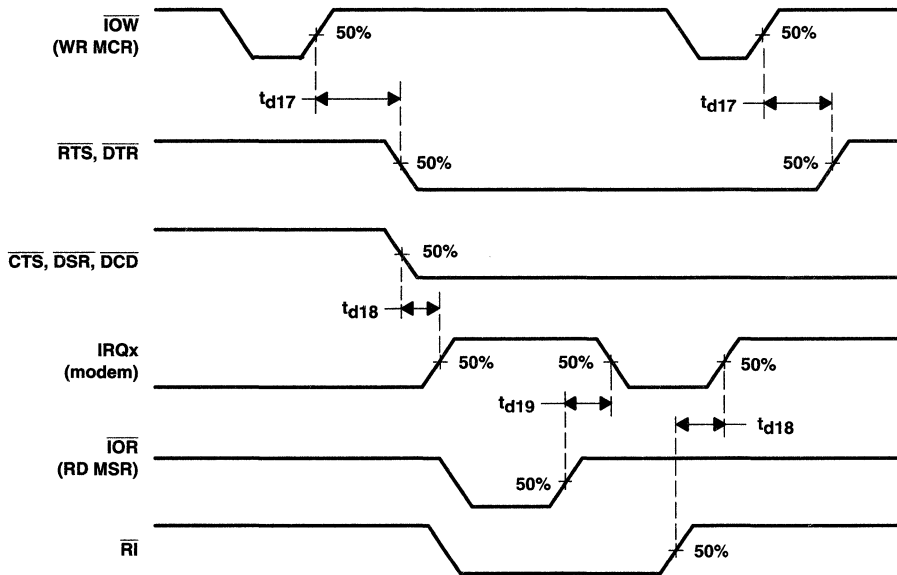 IOW
(WR MCR)
50%
50%
td17
td17
RTS, DTR
50%
50%
CTS, DSR, DCD
50%
td18
IRQx
(modem)
50%
50%
50%
td19
td18
IOR
(RD MSR)
50%
RI
50%